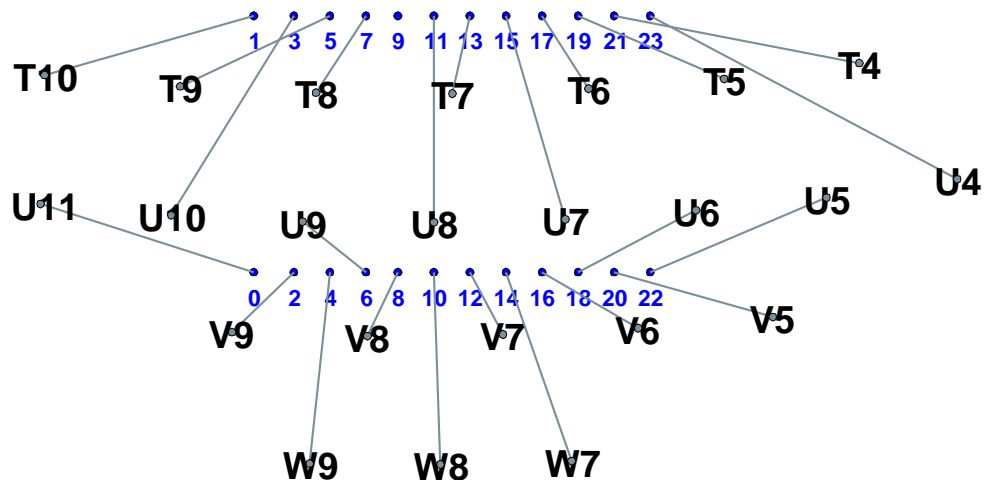 1 3 5 7 9 11 13 15 17 19 21 23
T10 T9 T8 T7 T6 T5 T4
U11 U10 U9 U8 U7 U6 U5 U4
0 2 4 6 8 10 12 14 16 18 20 22
V9 V8 V7 V6 V5
W9 W8 W7